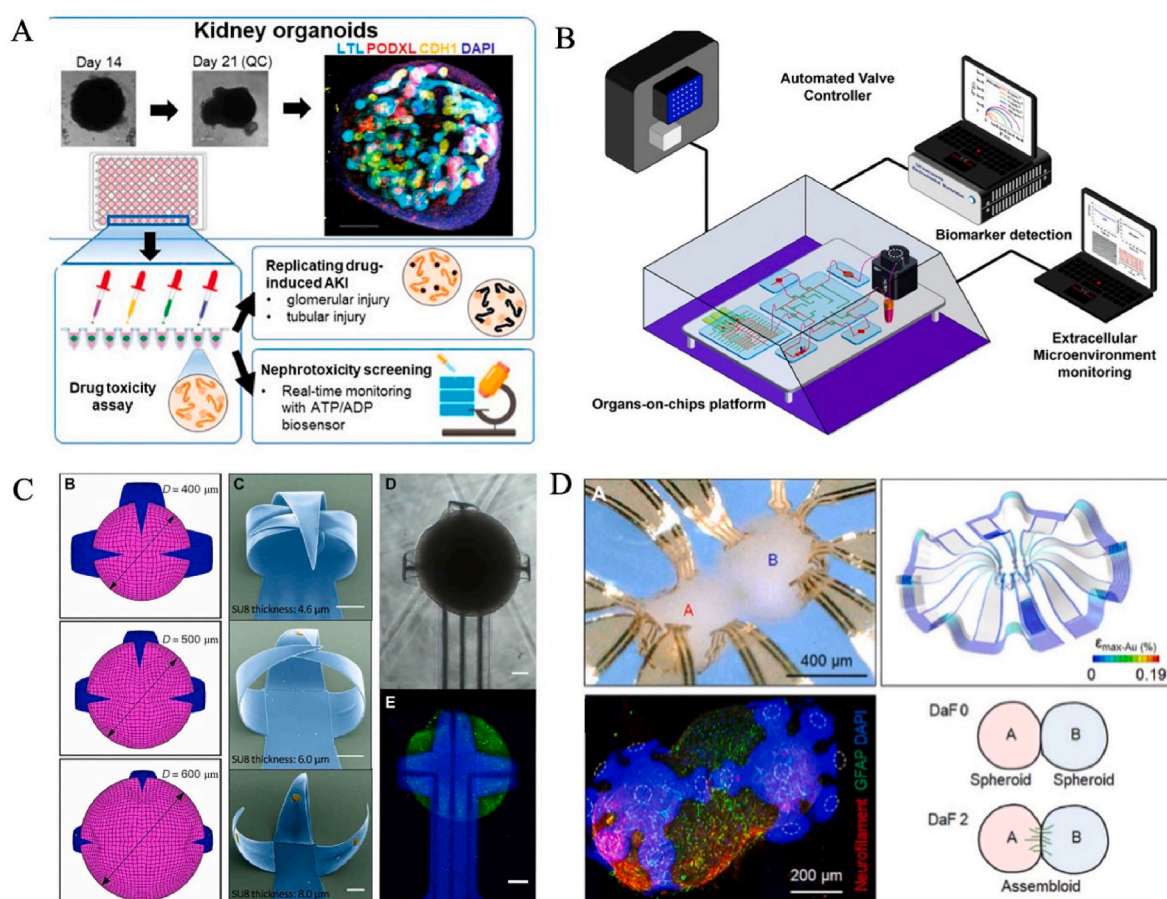 A
Kidney organoids
LTL PODXL CDH1 DAPI
Day 14
Day 21 (QC)
Replicating drug-
induced AKI
• glomerular injury
• tubular injury
Drug toxicity
assay
Nephrotoxicity screening
• Real-time monitoring
with ATP/ADP
biosensor
B
Automated Valve
Controller
Biomarker detection
Extracellular
Microenvironment
monitoring
Organs-on-chips platform
C
B
D = 400 μm
D = 500 μm
D = 600 μm
C
SU8 thickness: 4.6 μm
SU8 thickness: 6.0 μm
SU8 thickness: 8.0 μm
D
E
D
A
B
A
400 μm
εmax-Au (%)
0 0.19
Neurofilament GFAP DAPI
200 μm
DaF 0
A B
Spheroid Spheroid
DaF 2
A B
Assembloid